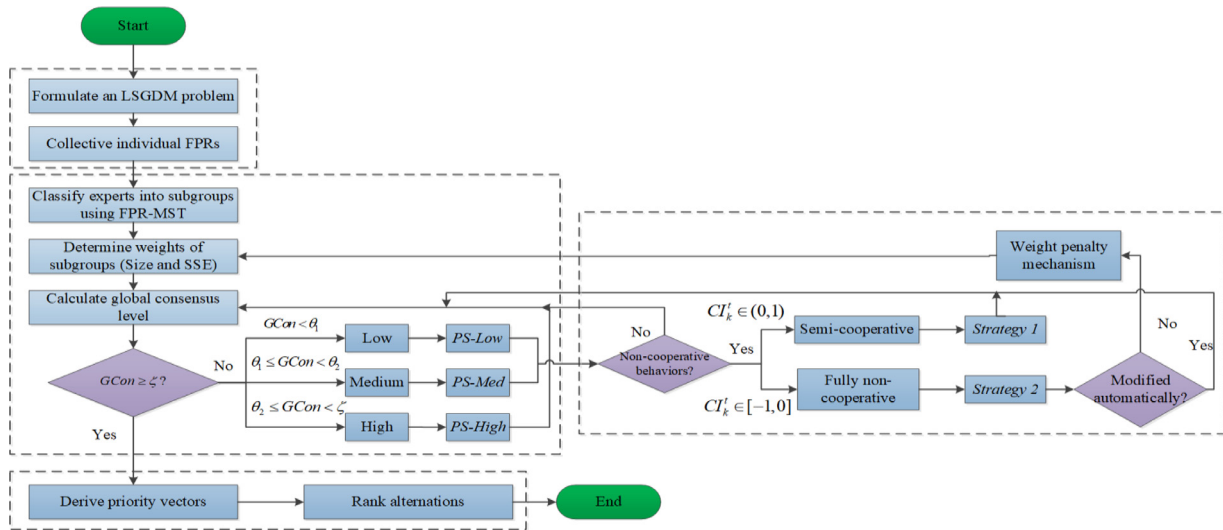 Start
Formulate an LSGDM problem
Collective individual FPRs
Classify experts into subgroups
using FPR-MST
Determine weights of
subgroups (Size and SSE)
Calculate global consensus
level
GCon ≥ ζ ?
No
Yes
GCon < θ₁
Low
PS-Low
θ₁ ≤ GCon < θ₂
Medium
PS-Med
θ₂ ≤ GCon < ζ
High
PS-High
Non-cooperative
behaviors?
No
Yes
CIₖᵗ ∈ (0,1)
Semi-cooperative
Strategy 1
CIₖᵗ ∈ [−1,0]
Fully non-
cooperative
Strategy 2
Modified
automatically?
No
Yes
Weight penalty
mechanism
Derive priority vectors
Rank alternations
End